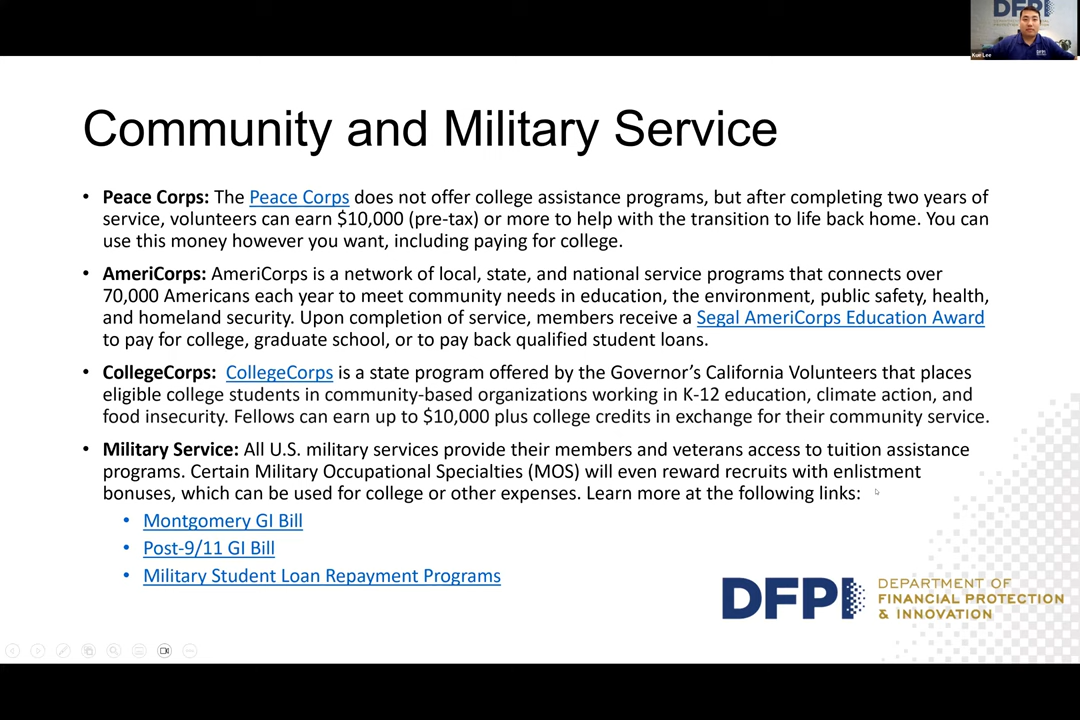 DFPI
Kue Lee
DFPI
Community and Military Service
• Peace Corps: The Peace Corps does not offer college assistance programs, but after completing two years of
service, volunteers can earn $10,000 (pre-tax) or more to help with the transition to life back home. You can
use this money however you want, including paying for college.
• AmeriCorps: AmeriCorps is a network of local, state, and national service programs that connects over
70,000 Americans each year to meet community needs in education, the environment, public safety, health,
and homeland security. Upon completion of service, members receive a Segal AmeriCorps Education Award
to pay for college, graduate school, or to pay back qualified student loans.
• CollegeCorps: CollegeCorps is a state program offered by the Governor’s California Volunteers that places
eligible college students in community-based organizations working in K-12 education, climate action, and
food insecurity. Fellows can earn up to $10,000 plus college credits in exchange for their community service.
• Military Service: All U.S. military services provide their members and veterans access to tuition assistance
programs. Certain Military Occupational Specialties (MOS) will even reward recruits with enlistment
bonuses, which can be used for college or other expenses. Learn more at the following links:
• Montgomery GI Bill
• Post-9/11 GI Bill
• Military Student Loan Repayment Programs
DFPI
DEPARTMENT OF
FINANCIAL PROTECTION
& INNOVATION